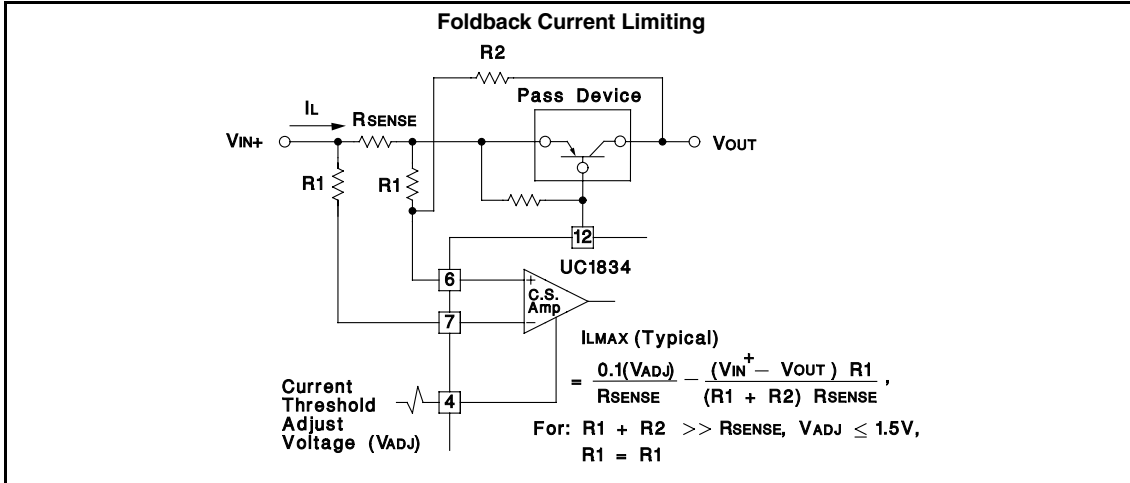 Foldback Current Limiting
R2
Pass Device
IL
RSENSE
VIN+
VOUT
R1
R1
12
UC1834
6
+
C.S.
Amp
7
−
ILMAX (Typical)
= 0.1(VADJ) / RSENSE − (VIN+ − VOUT) R1 / (R1 + R2) RSENSE ,
Current
Threshold
Adjust
Voltage (VADJ)
4
For: R1 + R2 >> RSENSE, VADJ ≤ 1.5V,
R1 = R1